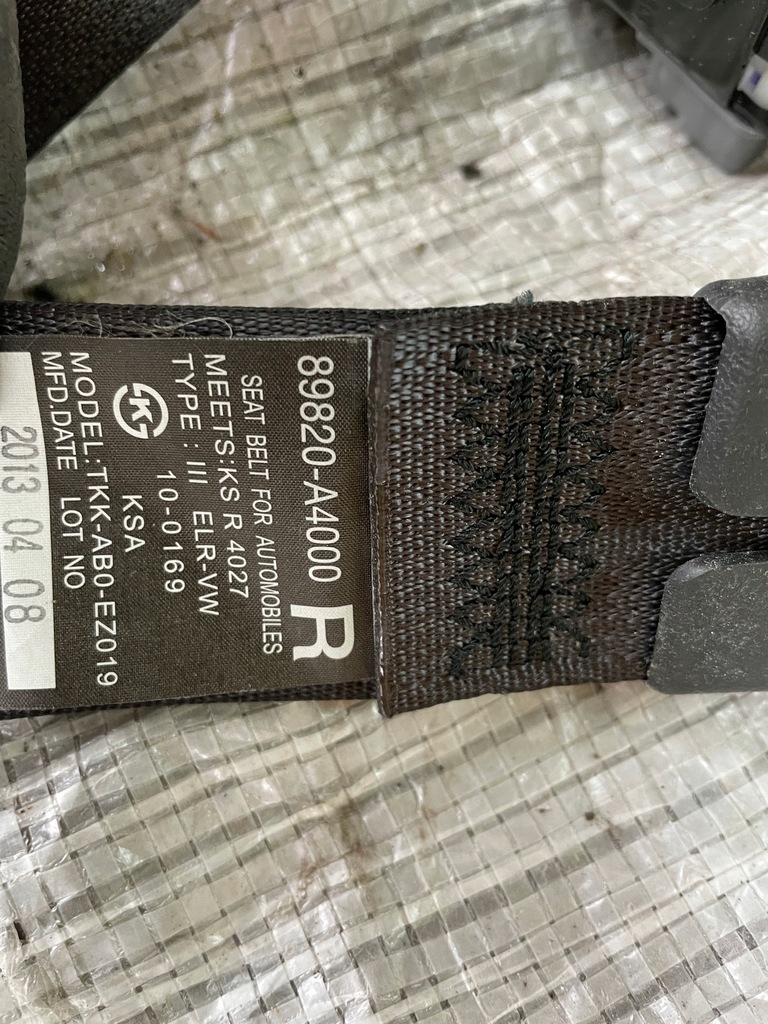 89820-A4000 R
SEAT BELT FOR AUTOMOBILES
MEETS:KS R 4027
TYPE : III ELR-VW
10-0169
KS KSA
MODEL:TKK-AB0-EZ019
MFD.DATE LOT NO
2013 04 08